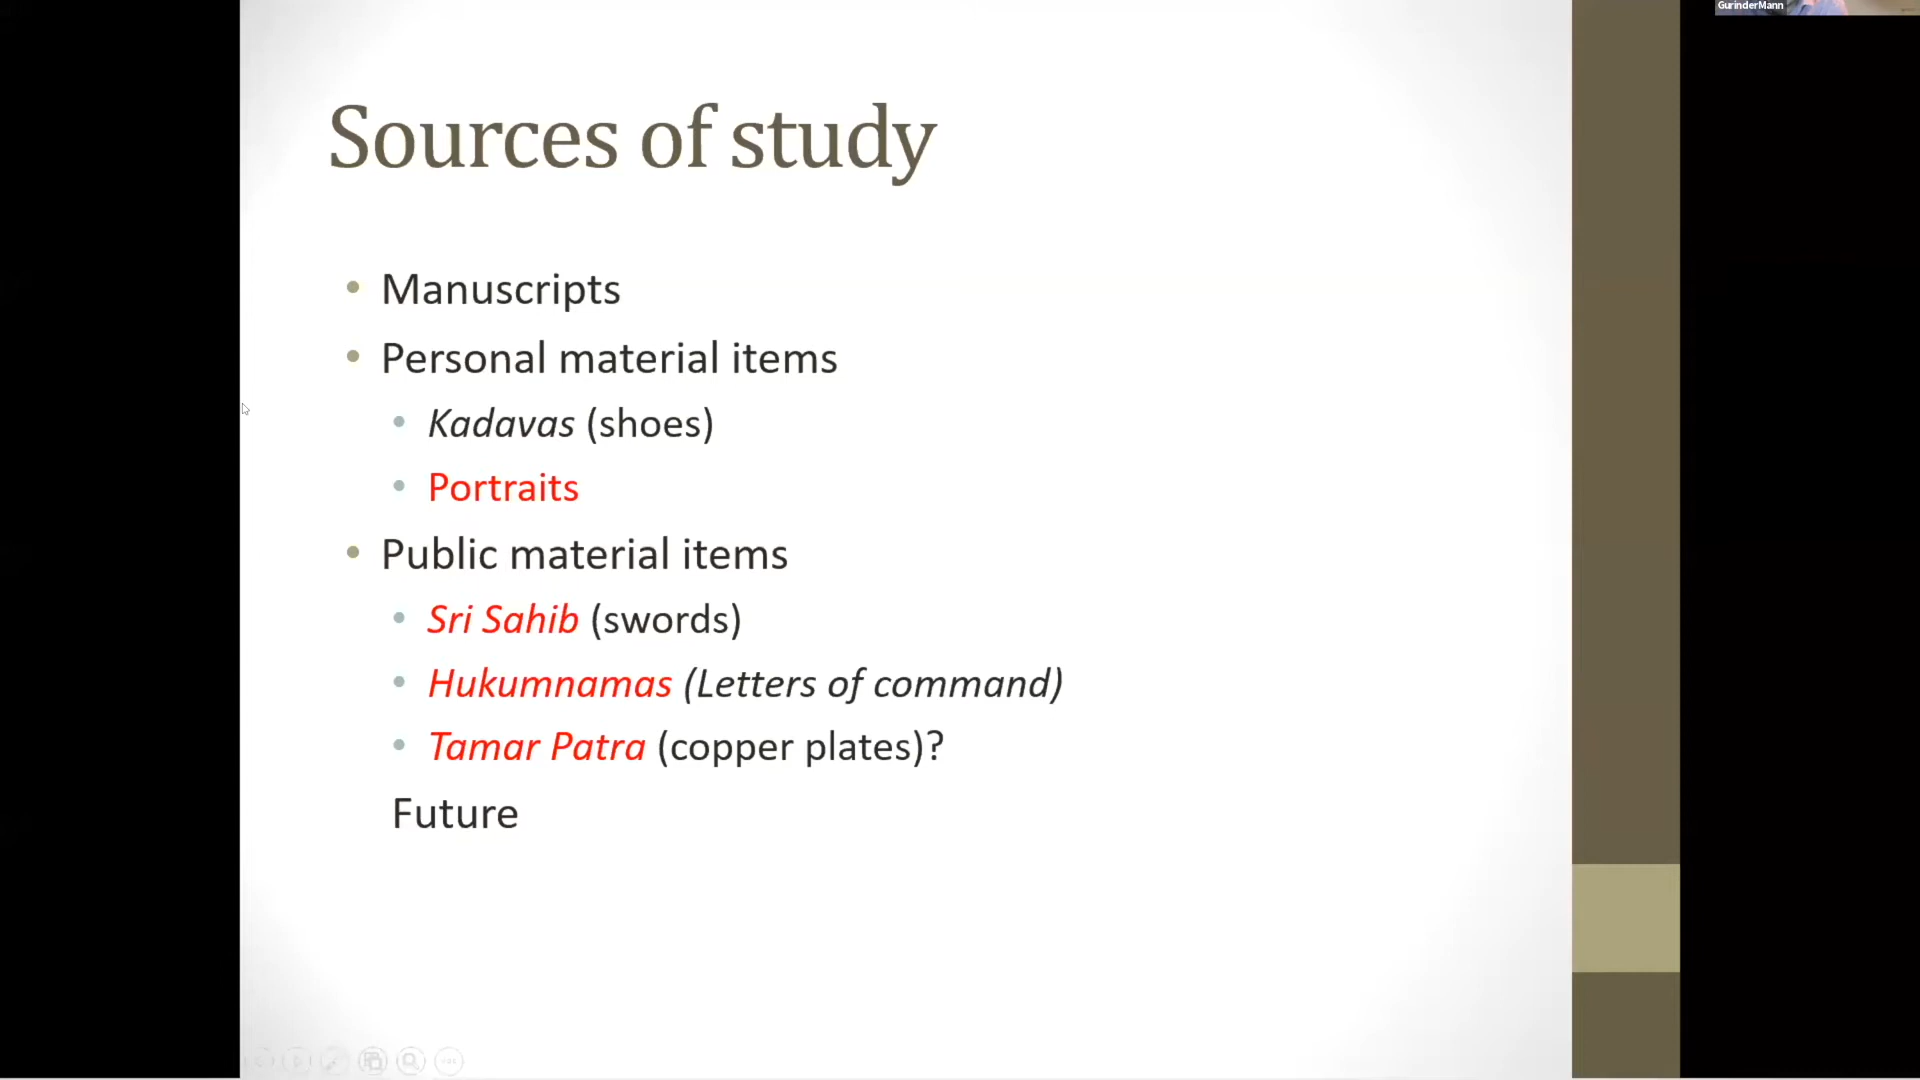 GurinderMann
Sources of study
• Manuscripts
• Personal material items
• Kadavas (shoes)
• Portraits
• Public material items
• Sri Sahib (swords)
• Hukumnamas (Letters of command)
• Tamar Patra (copper plates)?
Future